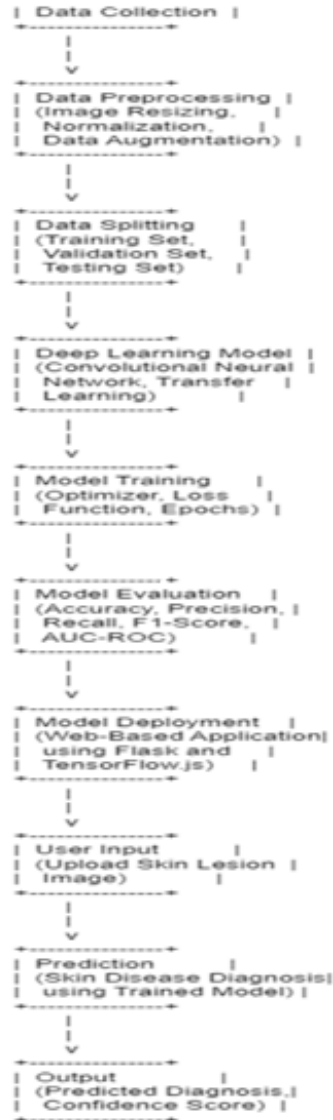 Data Collection
Data Preprocessing
(Image Resizing,
Normalization,
Data Augmentation)
Data Splitting
(Training Set,
Validation Set,
Testing Set)
Deep Learning Model
(Convolutional Neural
Network, Transfer
Learning)
Model Training
(Optimizer, Loss
Function, Epochs)
Model Evaluation
(Accuracy, Precision,
Recall, F1-Score,
AUC-ROC)
Model Deployment
(Web-Based Application
using Flask and
TensorFlow.js)
User Input
(Upload Skin Lesion
Image)
Prediction
(Skin Disease Diagnosis
using Trained Model)
Output
(Predicted Diagnosis,
Confidence Score)